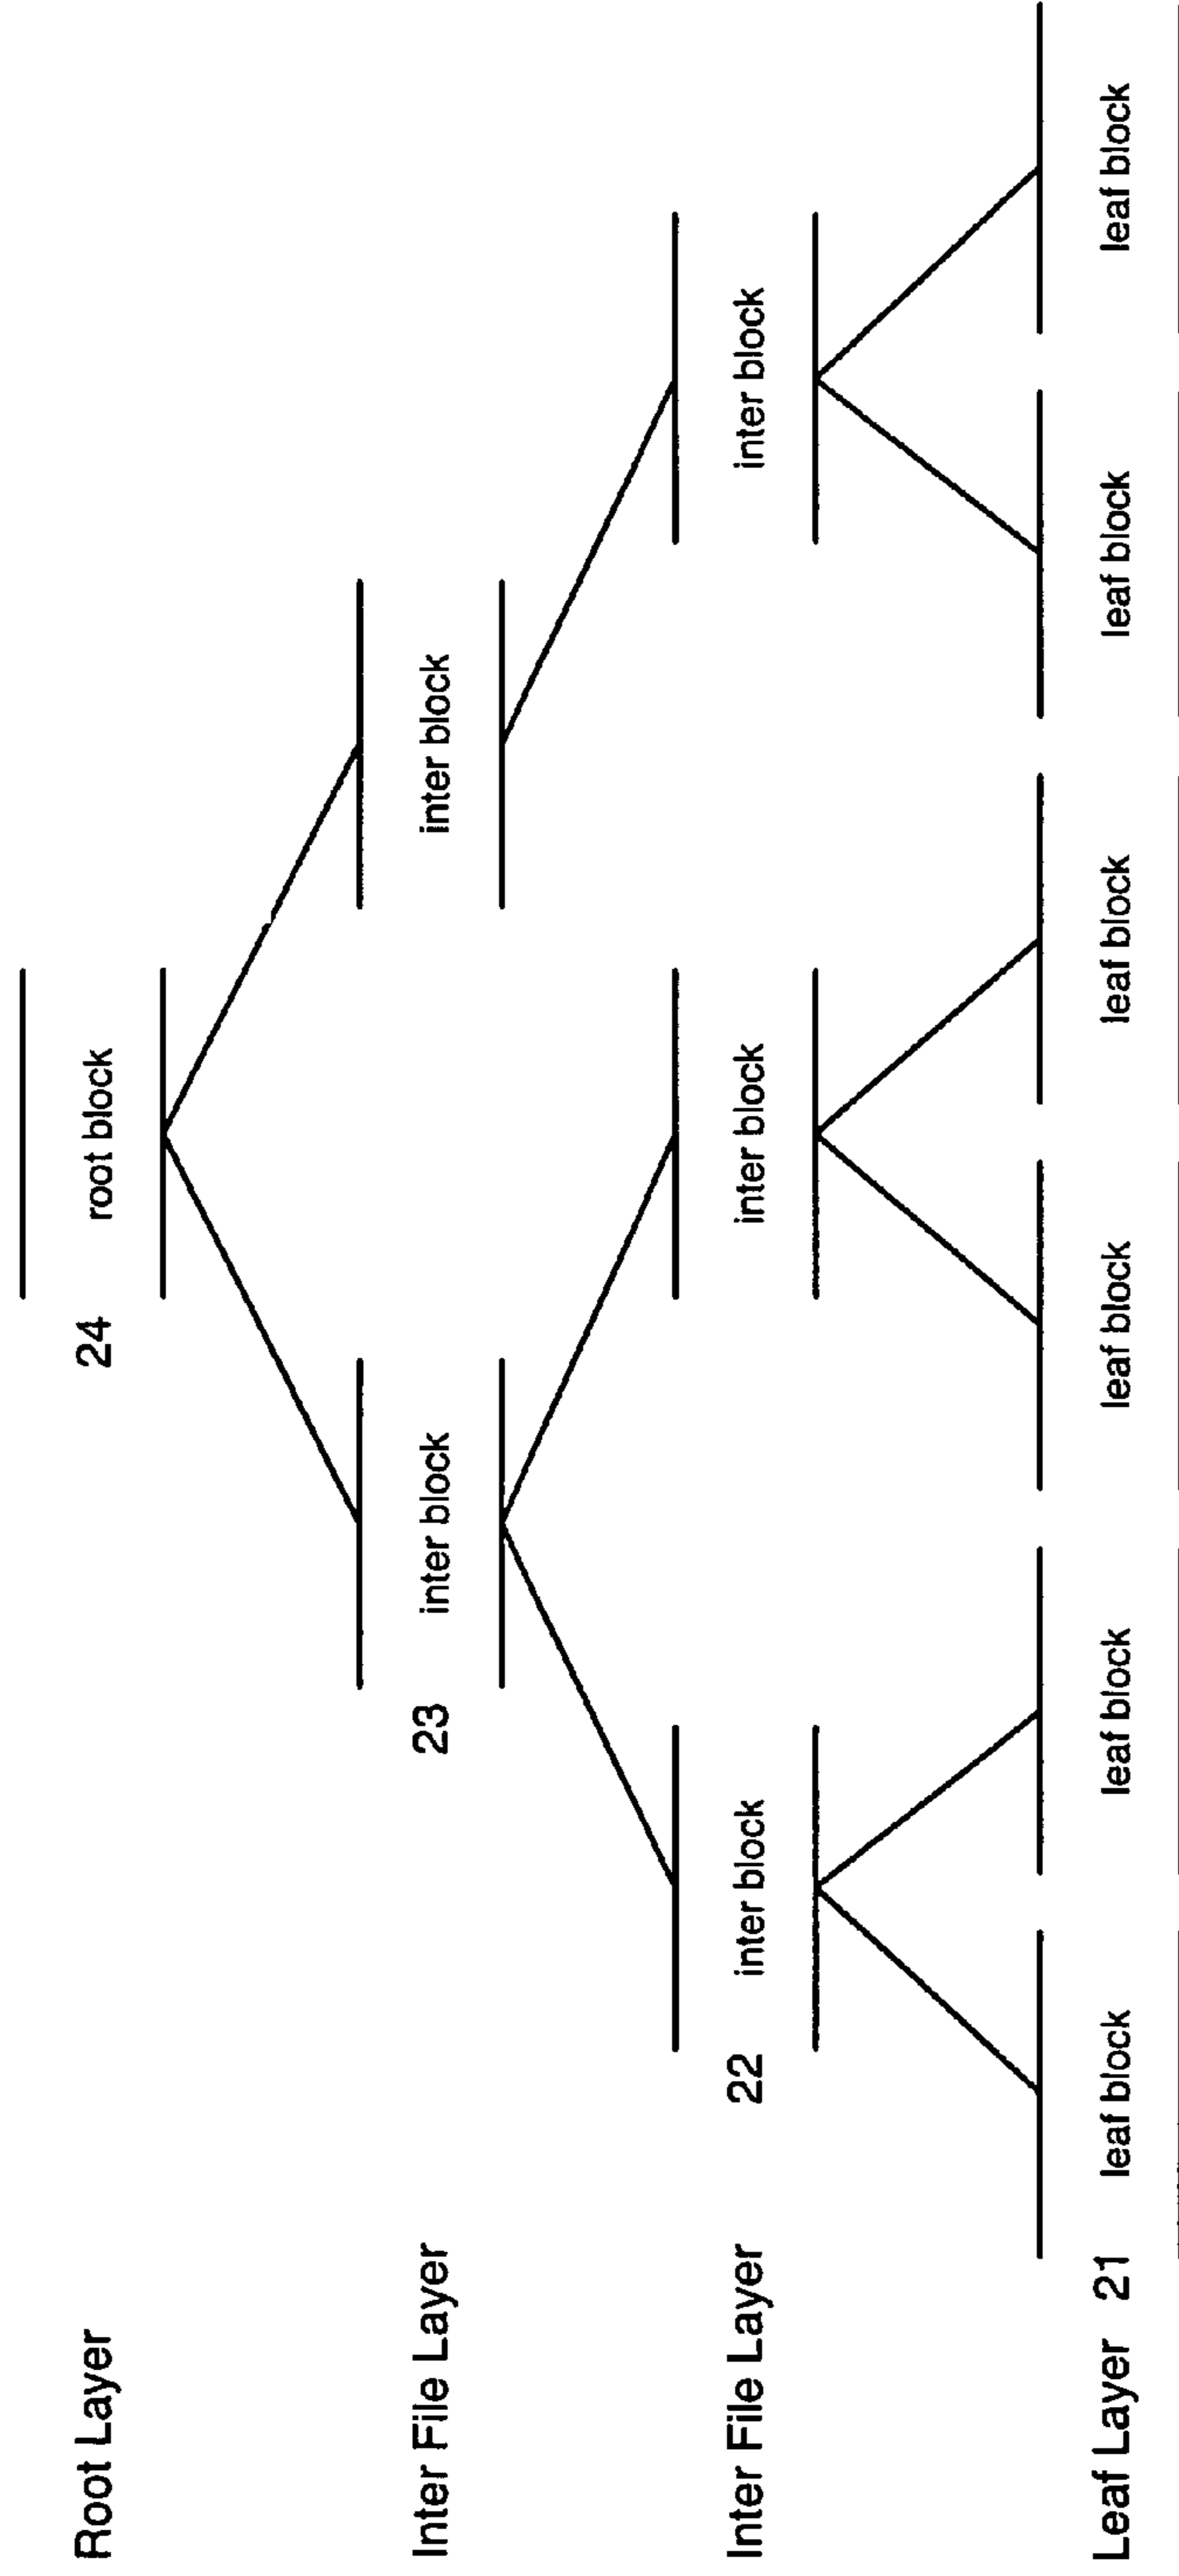 Root Layer
24 root block
Inter File Layer
23 inter block inter block
Inter File Layer
22 inter block inter block inter block
Leaf Layer 21 leaf block leaf block leaf block leaf block leaf block leaf block